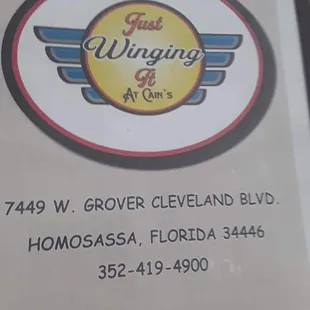 Just
Winging
It
AT CAIN'S
7449 W. GROVER CLEVELAND BLVD.
HOMOSASSA, FLORIDA 34446
352-419-4900